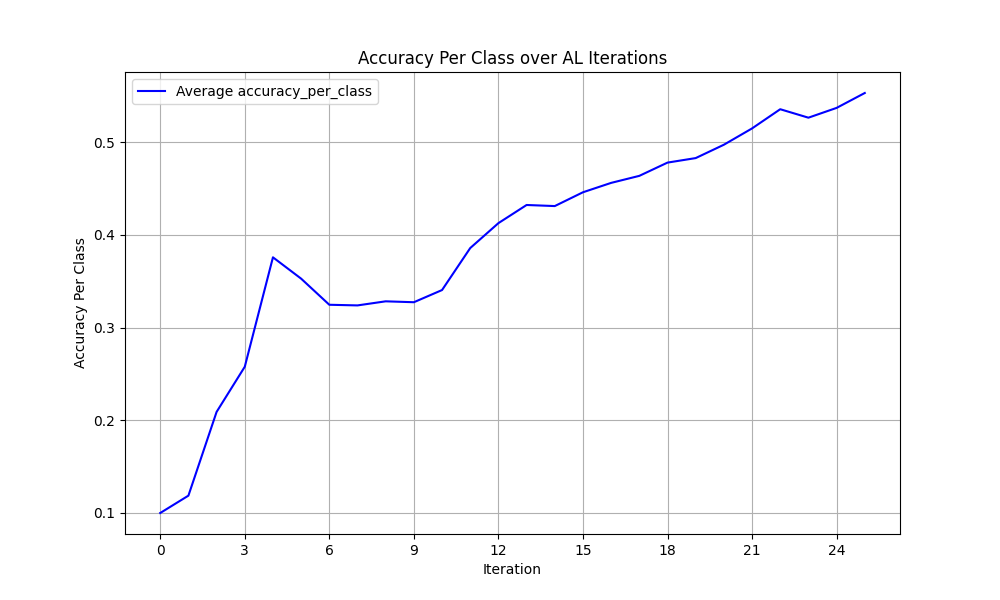 Accuracy Per Class over AL Iterations
Average accuracy_per_class
Accuracy Per Class
0.5
0.4
0.3
0.2
0.1
0 3 6 9 12 15 18 21 24
Iteration